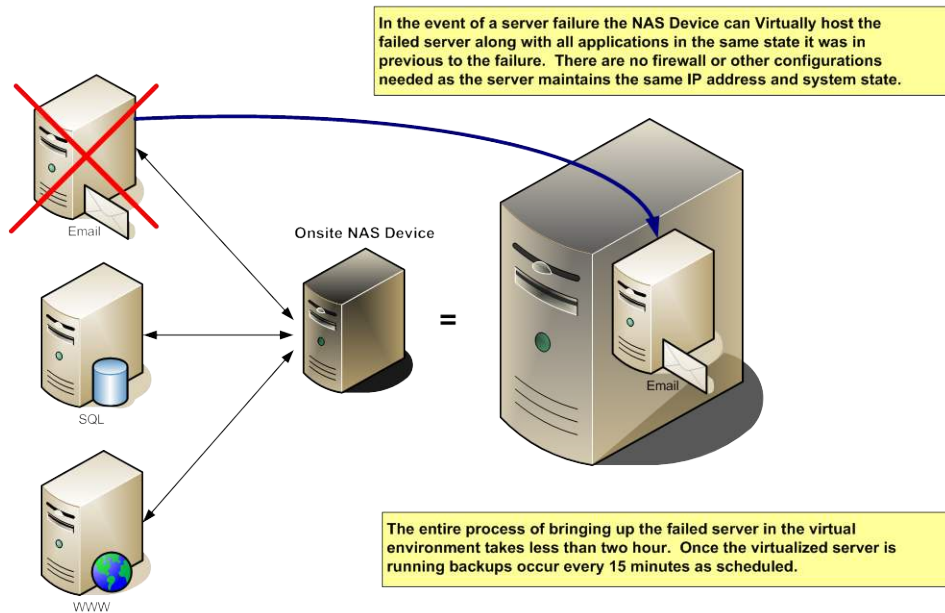 In the event of a server failure the NAS Device can Virtually host the
failed server along with all applications in the same state it was in
previous to the failure.  There are no firewall or other configurations
needed as the server maintains the same IP address and system state.
Email
Onsite NAS Device
=
Email
SQL
WWW
The entire process of bringing up the failed server in the virtual
environment takes less than two hour.  Once the virtualized server is
running backups occur every 15 minutes as scheduled.